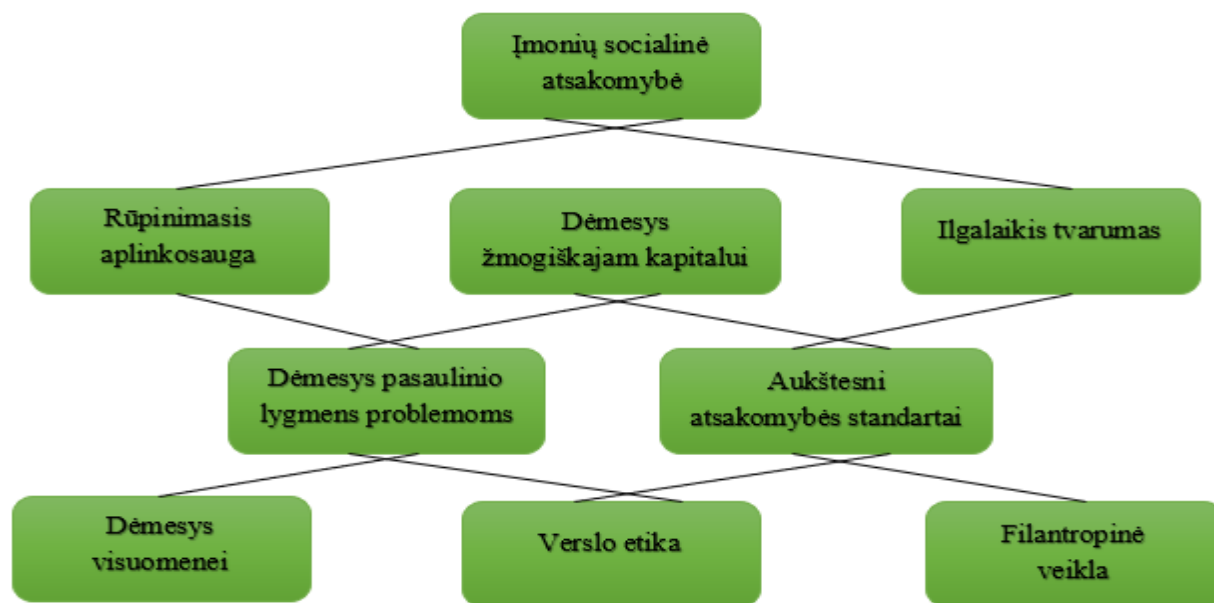 Įmonių socialinė
atsakomybė
Rūpinimasis
aplinkosauga
Dėmesys
žmogiškajam kapitalui
Ilgalaikis tvarumas
Dėmesys pasaulinio
lygmens problemoms
Aukštesni
atsakomybės standartai
Dėmesys
visuomenei
Verslo etika
Filantropinė
veikla